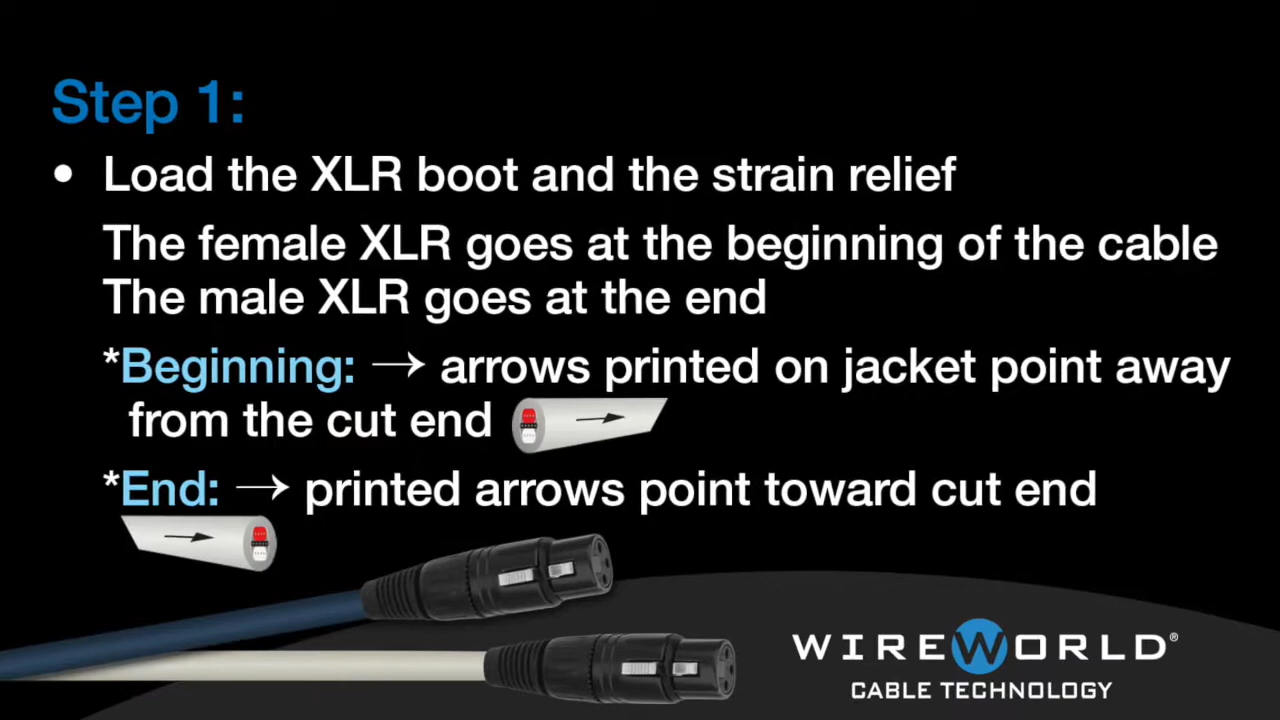 Step 1:
• Load the XLR boot and the strain relief
The female XLR goes at the beginning of the cable
The male XLR goes at the end
*Beginning: → arrows printed on jacket point away
from the cut end
*End: → printed arrows point toward cut end
WIREWORLD®
CABLE TECHNOLOGY